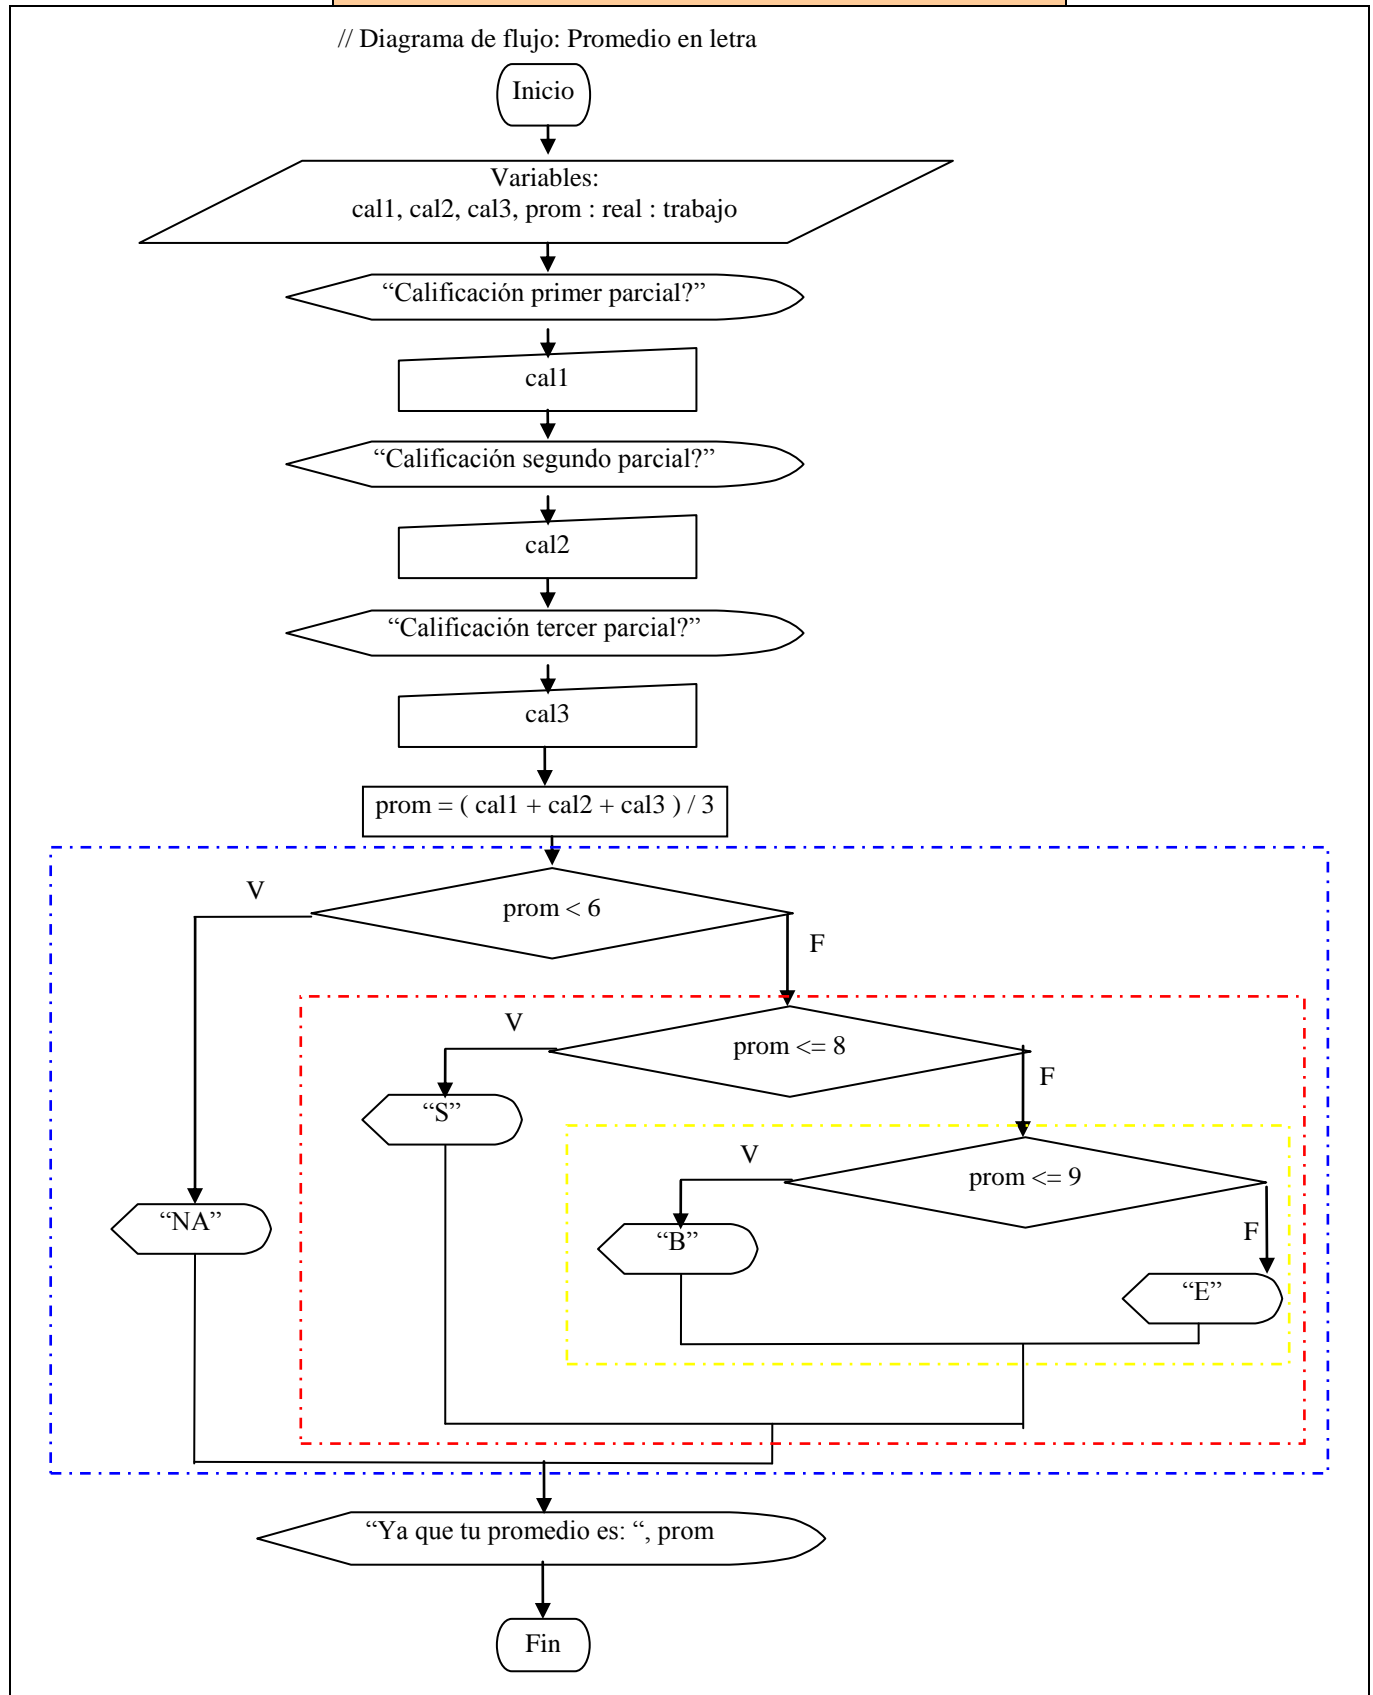 // Diagrama de flujo: Promedio en letra
Inicio
Variables:
cal1, cal2, cal3, prom : real : trabajo
“Calificación primer parcial?”
cal1
“Calificación segundo parcial?”
cal2
“Calificación tercer parcial?”
cal3
prom = ( cal1 + cal2 + cal3 ) / 3
V
prom < 6
F
V
prom <= 8
F
“S”
V
prom <= 9
F
“NA”
“B”
“E”
“Ya que tu promedio es: “, prom
Fin